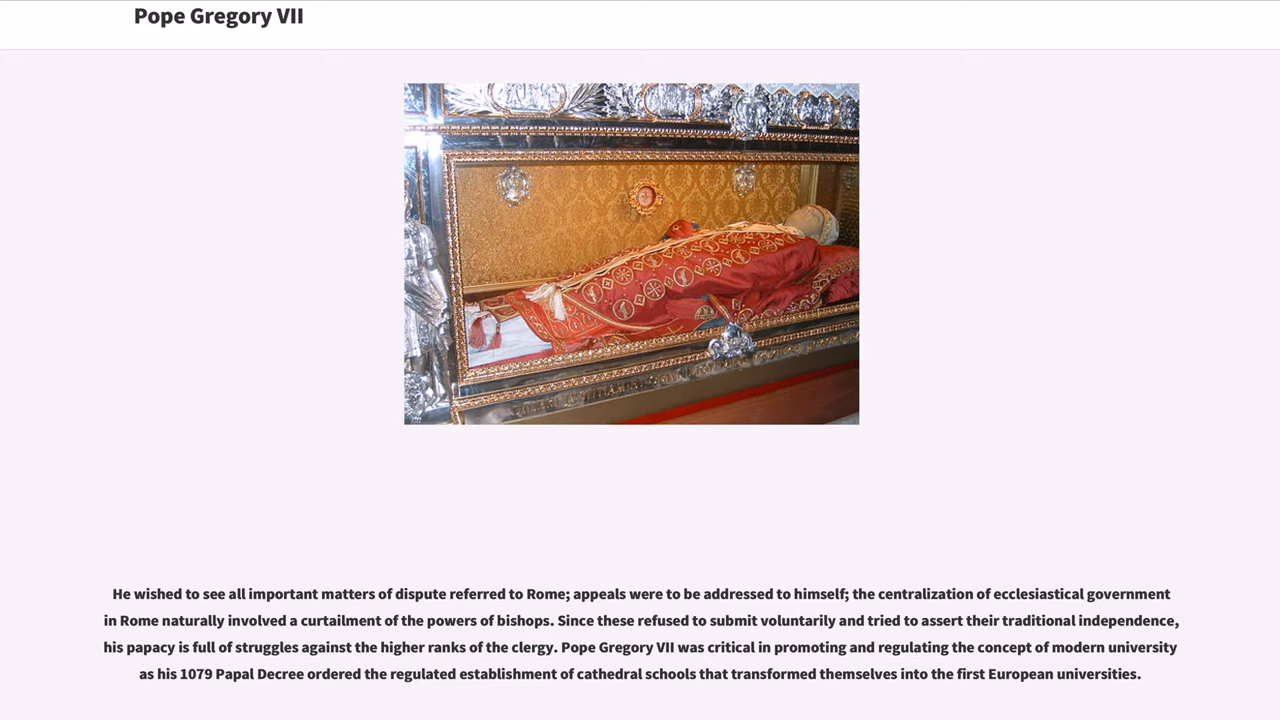 Pope Gregory VII
He wished to see all important matters of dispute referred to Rome; appeals were to be addressed to himself; the centralization of ecclesiastical government
in Rome naturally involved a curtailment of the powers of bishops. Since these refused to submit voluntarily and tried to assert their traditional independence,
his papacy is full of struggles against the higher ranks of the clergy. Pope Gregory VII was critical in promoting and regulating the concept of modern university
as his 1079 Papal Decree ordered the regulated establishment of cathedral schools that transformed themselves into the first European universities.